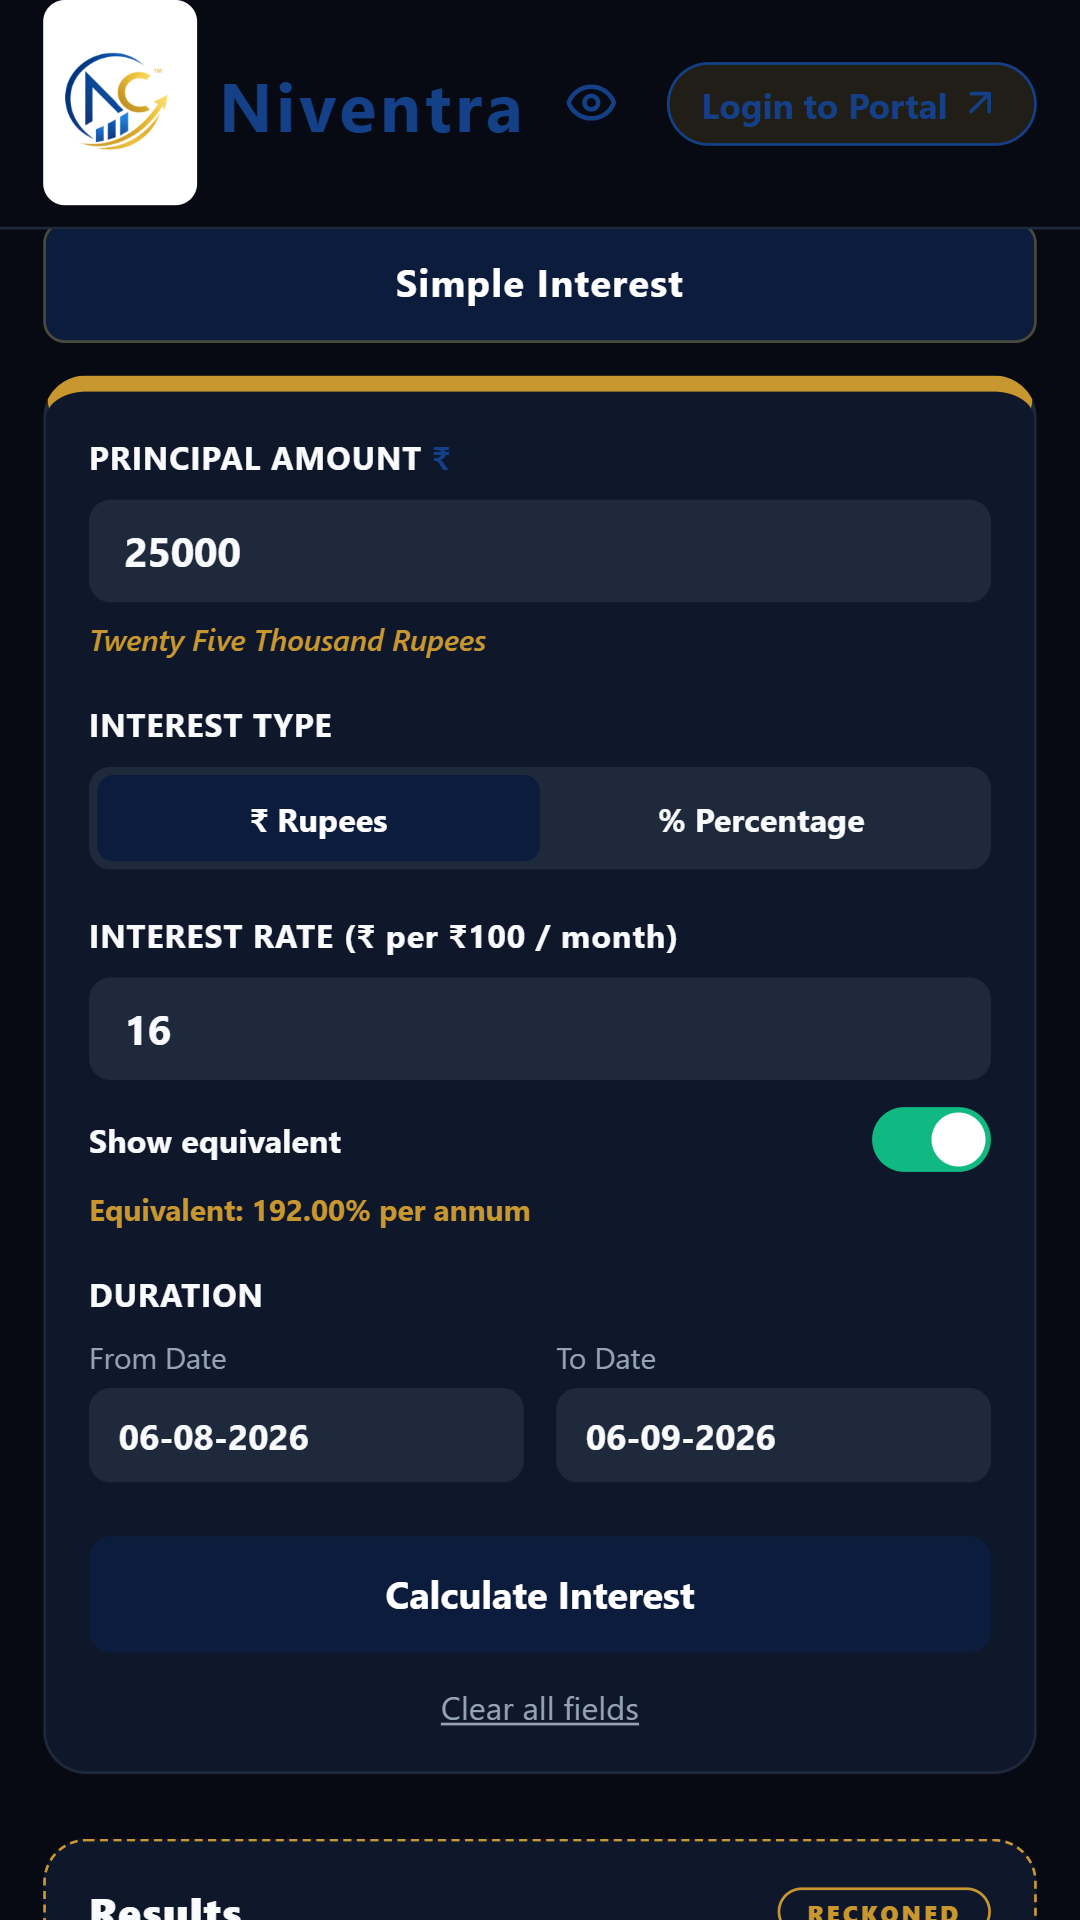 NC™
Niventra
Login to Portal
Simple Interest
PRINCIPAL AMOUNT ₹
25000
Twenty Five Thousand Rupees
INTEREST TYPE
₹ Rupees
% Percentage
INTEREST RATE (₹ per ₹100 / month)
16
Show equivalent
Equivalent: 192.00% per annum
DURATION
From Date
To Date
06-08-2026
06-09-2026
Calculate Interest
Clear all fields
Results
RECKONED